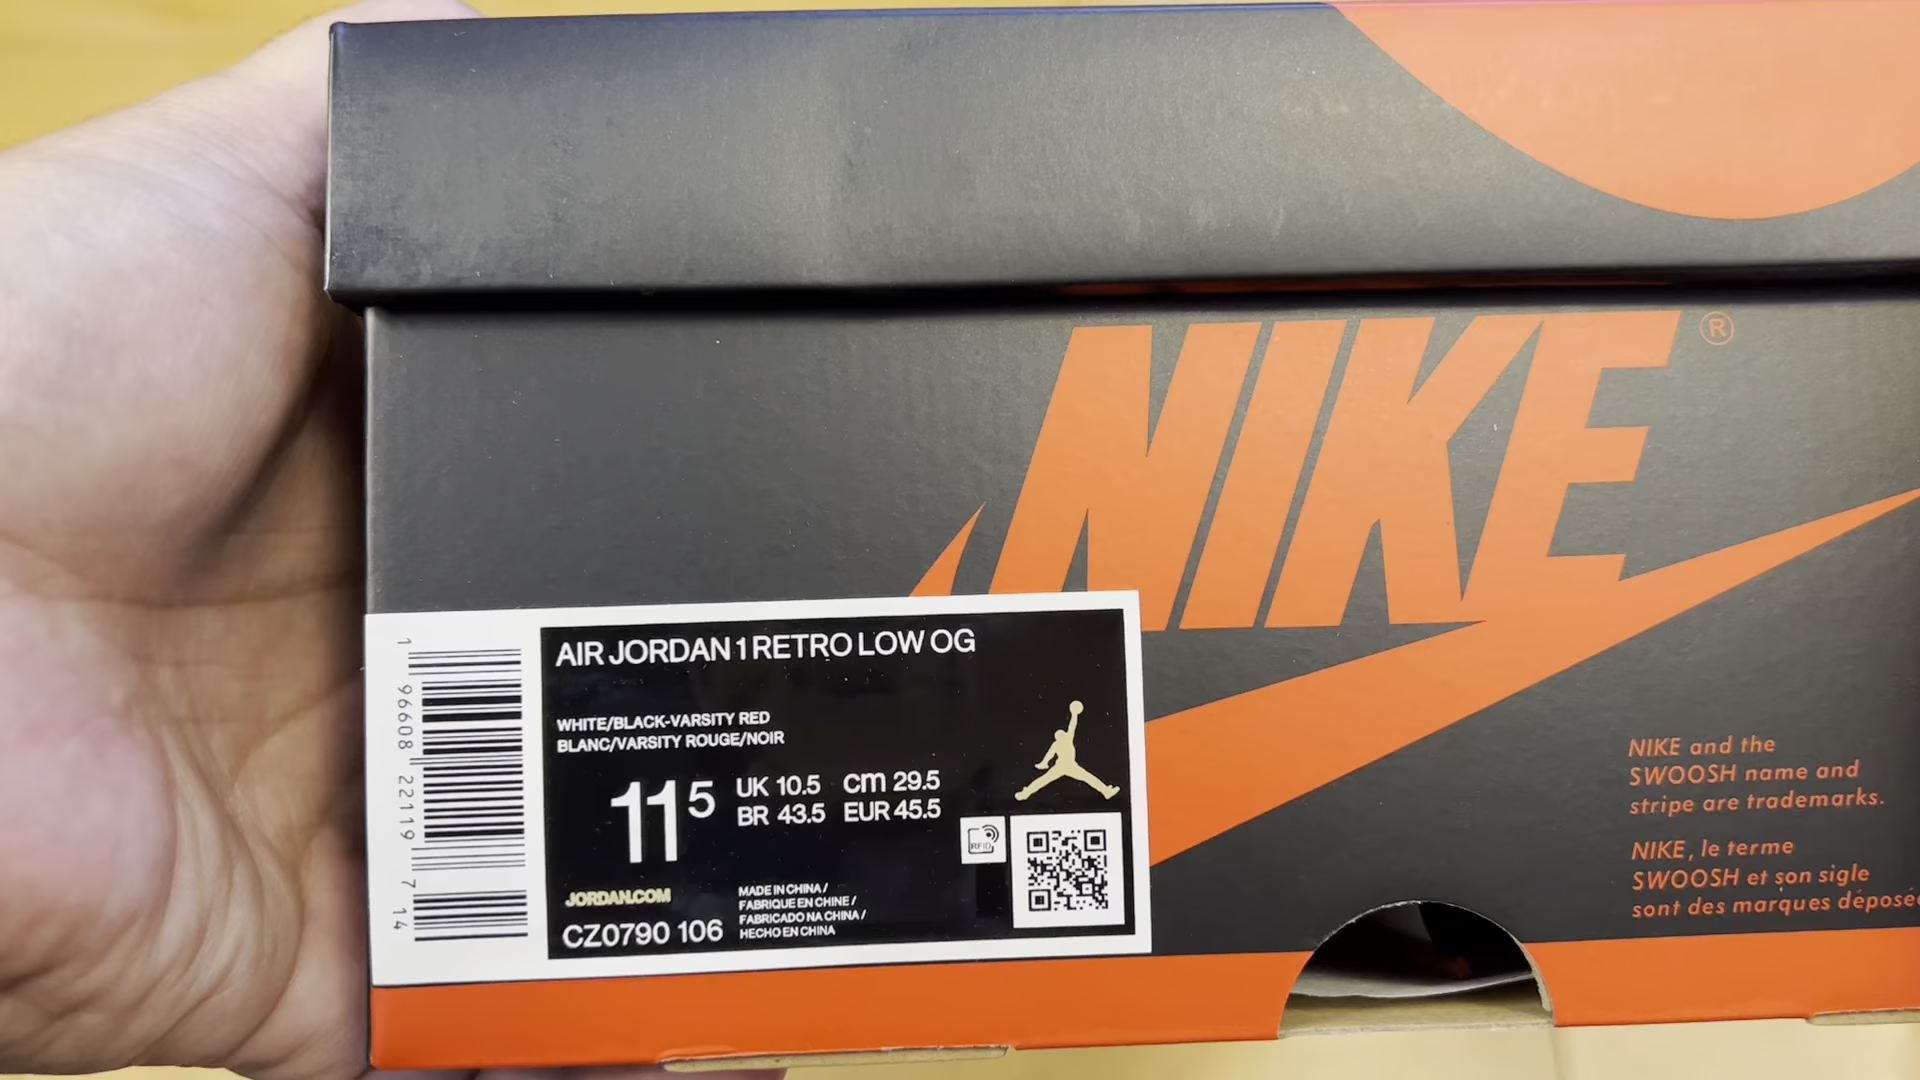 NIKE®
AIR JORDAN 1 RETRO LOW OG
WHITE/BLACK-VARSITY RED
BLANC/VARSITY ROUGE/NOIR
11 5
UK 10.5 cm 29.5
BR 43.5 EUR 45.5
RFID
JORDAN.COM
CZ0790 106
MADE IN CHINA /
FABRIQUE EN CHINE /
FABRICADO NA CHINA /
HECHO EN CHINA
1 96608 22119 7 14
NIKE and the
SWOOSH name and
stripe are trademarks.
NIKE, le terme
SWOOSH et son sigle
sont des marques